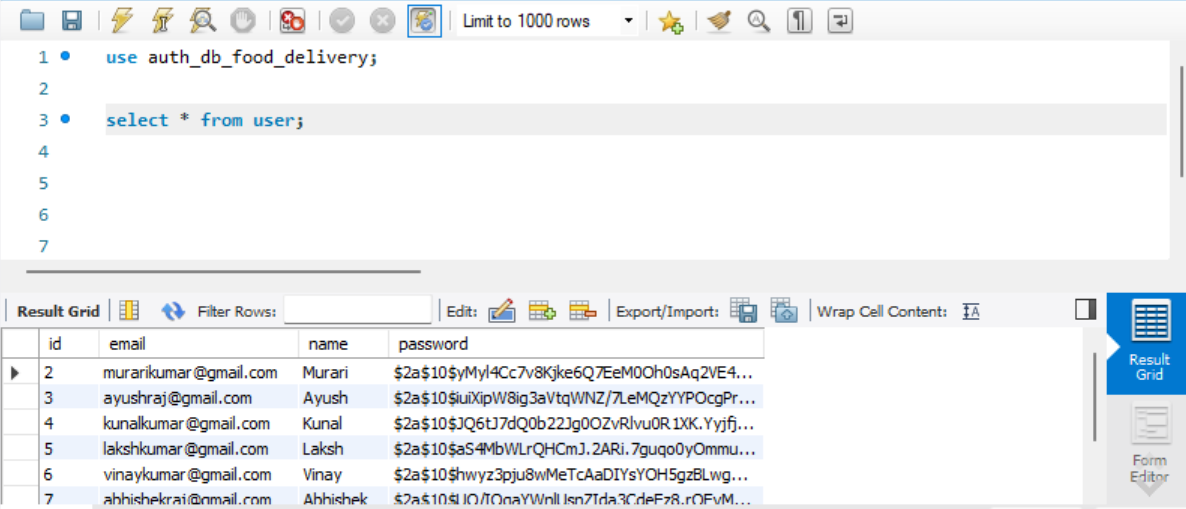 Limit to 1000 rows
1 use auth_db_food_delivery;
2
3 select * from user;
4
5
6
7
Result Grid Filter Rows: Edit: Export/Import: Wrap Cell Content:
id email name password
2 murarikumar@gmail.com Murari $2a$10$yMyl4Cc7v8Kjke6Q7EeM0Oh0sAq2VE4...
3 ayushraj@gmail.com Ayush $2a$10$iuiXipW8ig3aVtqWNZ/7LeMQzYYPOcgPr...
4 kunalkumar@gmail.com Kunal $2a$10$JQ6tJ7dQ0b22Jg0OZvRlvu0R1XK.Yyjfj...
5 lakshkumar@gmail.com Laksh $2a$10$aS4MbWLrQHCmJ.2ARi.7guqo0yOmmu...
6 vinaykumar@gmail.com Vinay $2a$10$hwyz3pju8wMeTcAaDIYsYOH5gzBLwg...
7 abhishekraj@gmail.com Abhishek
Result
Grid
Form
Editor